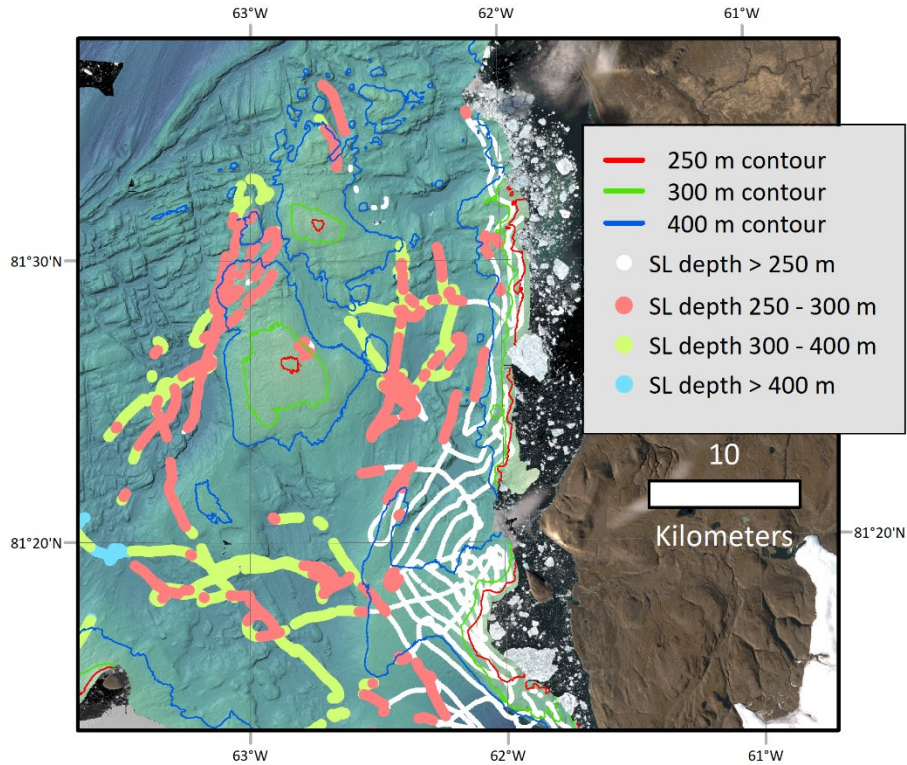 63°W 62°W 61°W
250 m contour
300 m contour
400 m contour
SL depth > 250 m
81°30'N
SL depth 250 - 300 m
SL depth 300 - 400 m
SL depth > 400 m
10
Kilometers
81°20'N 81°20'N
63°W 62°W 61°W